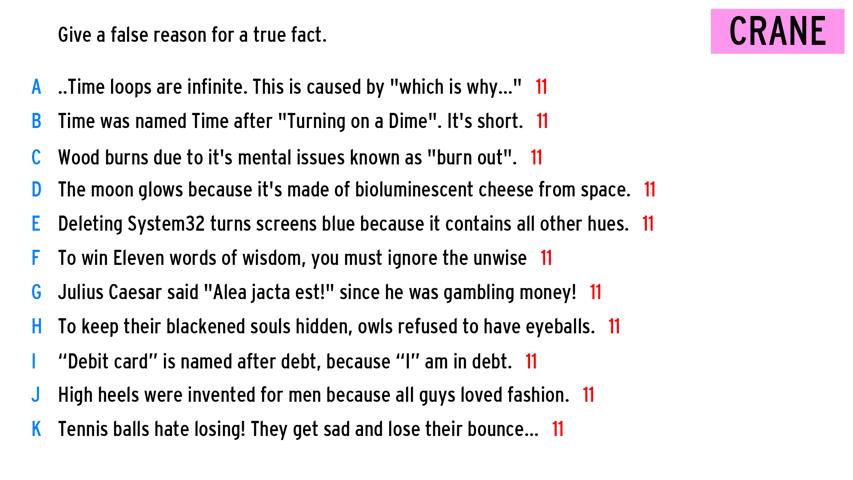 Give a false reason for a true fact.
CRANE
A ..Time loops are infinite. This is caused by "which is why..." 11
B Time was named Time after "Turning on a Dime". It's short. 11
C Wood burns due to it's mental issues known as "burn out". 11
D The moon glows because it's made of bioluminescent cheese from space. 11
E Deleting System32 turns screens blue because it contains all other hues. 11
F To win Eleven words of wisdom, you must ignore the unwise 11
G Julius Caesar said "Alea jacta est!" since he was gambling money! 11
H To keep their blackened souls hidden, owls refused to have eyeballs. 11
I “Debit card” is named after debt, because “I” am in debt. 11
J High heels were invented for men because all guys loved fashion. 11
K Tennis balls hate losing! They get sad and lose their bounce... 11